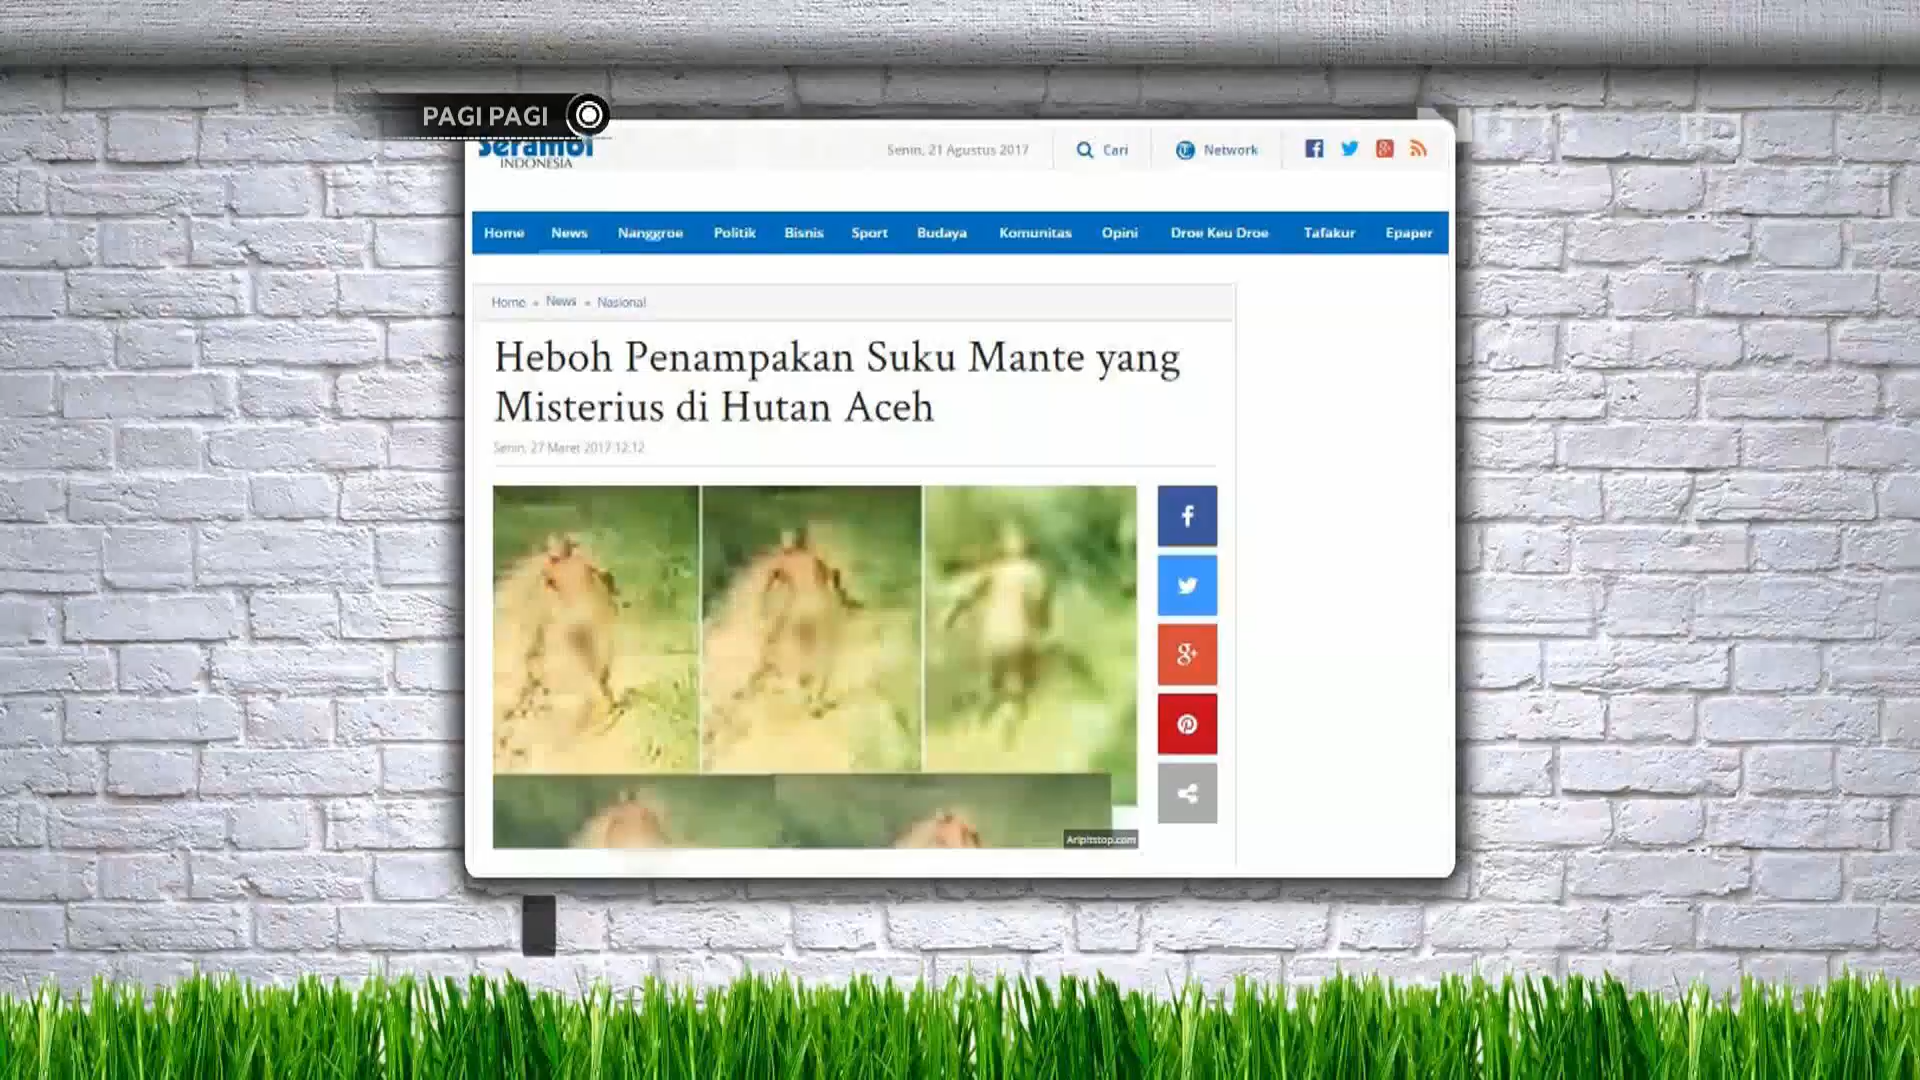 PAGI PAGI
Serambi
INDONESIA
Senin, 21 Agustus 2017
Cari
Network
Home News Nanggroe Politik Bisnis Sport Budaya Komunitas Opini Droe Keu Droe Tafakur Epaper
Home News Nasional
Heboh Penampakan Suku Mante yang
Misterius di Hutan Aceh
Senin, 27 Maret 2017 12:12
Aripitstop.com